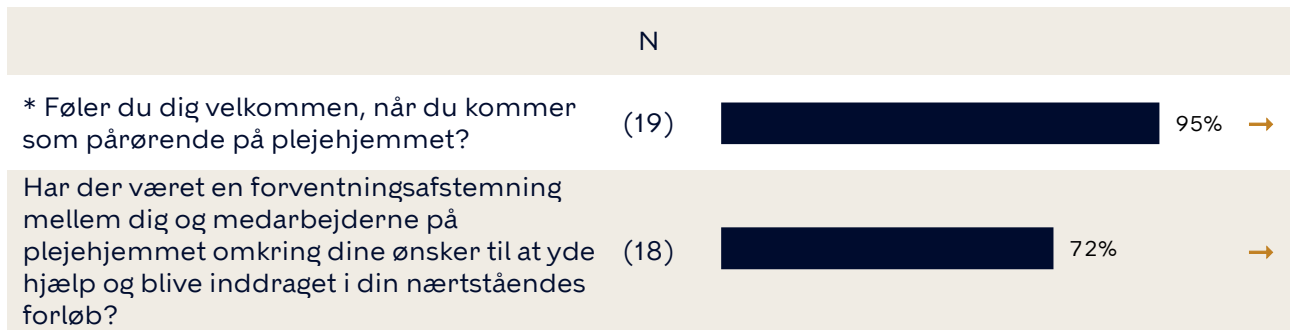 N
* Føler du dig velkommen, når du kommer
som pårørende på plejehjemmet?
(19)
95%
→
Har der været en forventningsafstemning
mellem dig og medarbejderne på
plejehjemmet omkring dine ønsker til at yde
hjælp og blive inddraget i din nærtståendes
forløb?
(18)
72%
→